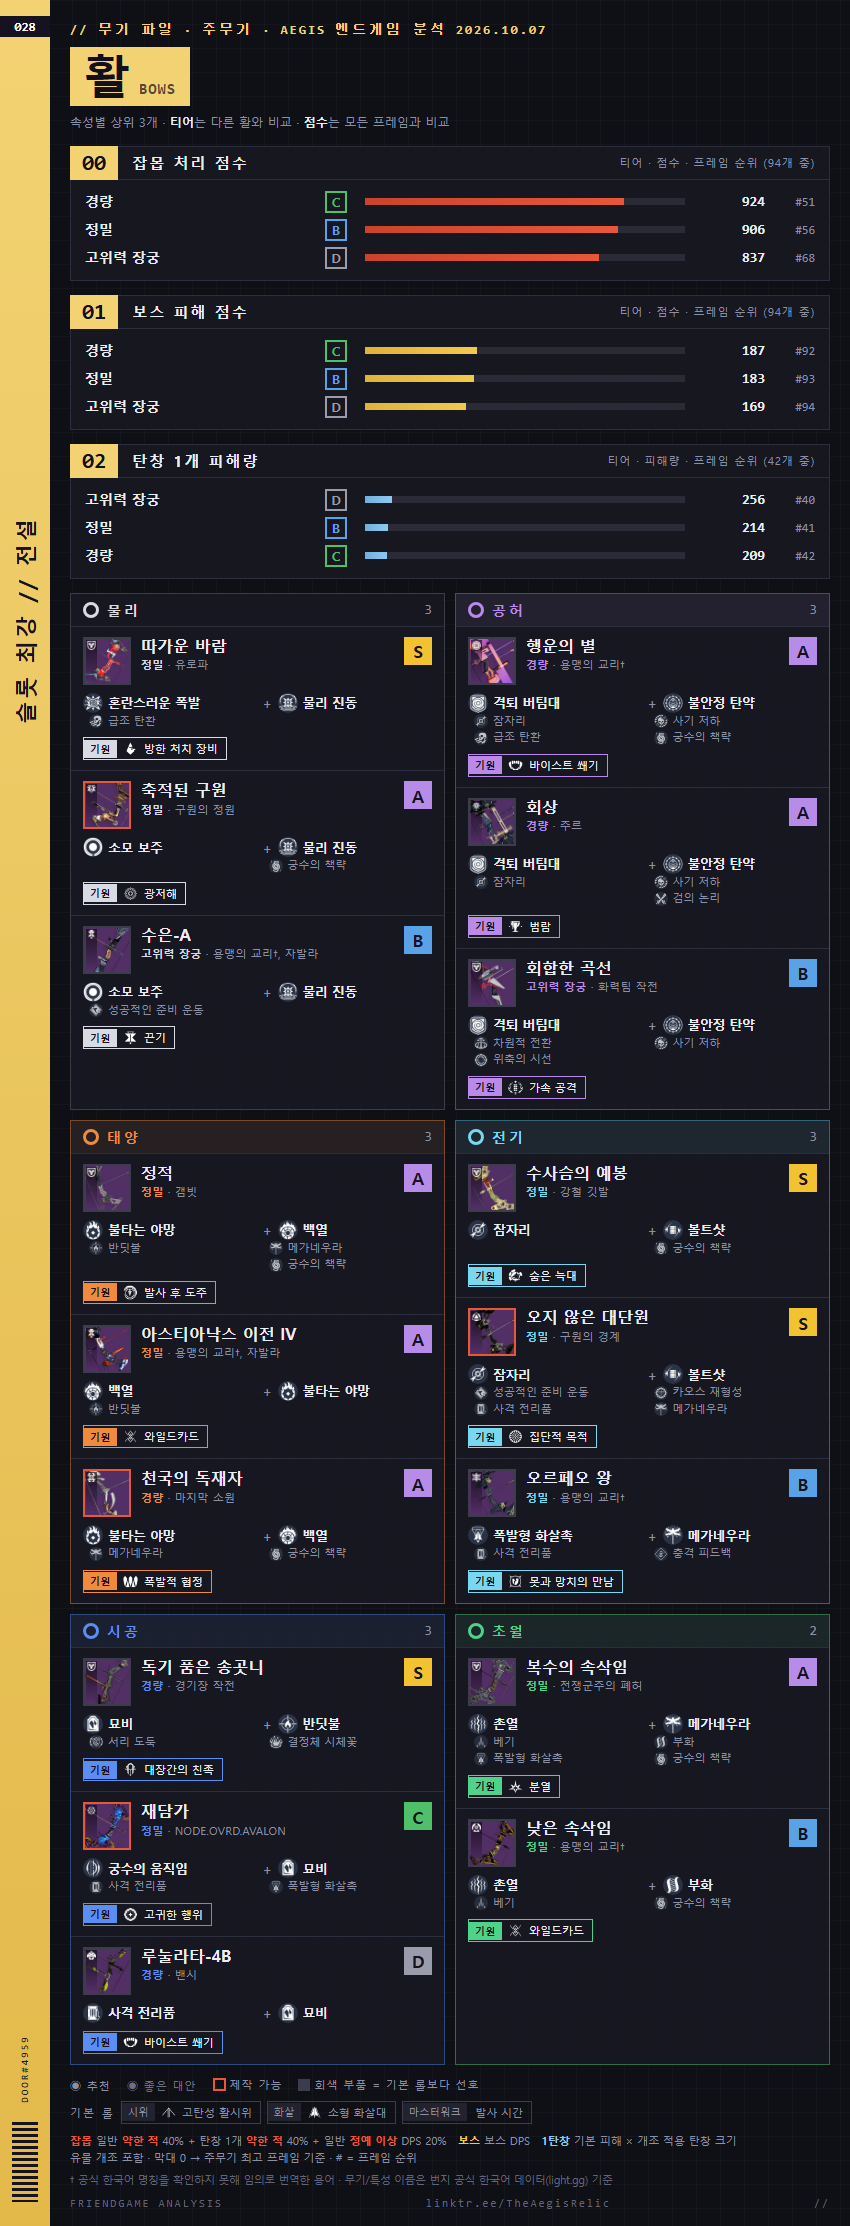 028
// 무기 파일 · 주무기 · AEGIS 엔드게임 분석 2026.10.07
활 BOWS
속성별 상위 3개 · 티어는 다른 활와 비교 · 점수는 모든 프레임과 비교
00 잡몹 처리 점수 티어 · 점수 · 프레임 순위 (94개 중)
경량 C 924 #51
정밀 B 906 #56
고위력 장궁 D 837 #68
01 보스 피해 점수 티어 · 점수 · 프레임 순위 (94개 중)
경량 C 187 #92
정밀 B 183 #93
고위력 장궁 D 169 #94
02 탄창 1개 피해량 티어 · 피해량 · 프레임 순위 (42개 중)
고위력 장궁 D 256 #40
정밀 B 214 #41
경량 C 209 #42
슬롯 최강 // 전설
물리 3
따가운 바람 S
정밀 · 유로파
혼란스러운 폭발 + 물리 진동
급조 탄환
기원 방한 처치 장비
축적된 구원 A
정밀 · 구원의 정원
소모 보주 + 물리 진동
궁수의 책략
기원 광저해
수은-A B
고위력 장궁 · 용맹의 교리†, 자발라
소모 보주 + 물리 진동
성공적인 준비 운동
기원 끈기
공허 3
행운의 별 A
경량 · 용맹의 교리†
격퇴 버팀대 + 불안정 탄약
잠자리 사기 저하
급조 탄환 궁수의 책략
기원 바이스트 쐐기
회상 A
경량 · 주르
격퇴 버팀대 + 불안정 탄약
잠자리 사기 저하
검의 논리
기원 범람
회합한 곡선 B
고위력 장궁 · 화력팀 작전
격퇴 버팀대 + 불안정 탄약
차원적 전환 사기 저하
위축의 시선
기원 가속 공격
태양 3
정적 A
정밀 · 갬빗
불타는 야망 + 백열
반딧불 메가네우라
궁수의 책략
기원 발사 후 도주
아스티아낙스 이전 IV A
정밀 · 용맹의 교리†, 자발라
백열 + 불타는 야망
반딧불
기원 와일드카드
천국의 독재자 A
경량 · 마지막 소원
불타는 야망 + 백열
메가네우라 궁수의 책략
기원 폭발적 협정
전기 3
수사슴의 예봉 S
정밀 · 강철 깃발
잠자리 + 볼트샷
궁수의 책략
기원 숨은 늑대
오지 않은 대단원 S
정밀 · 구원의 경계
잠자리 + 볼트샷
성공적인 준비 운동 카오스 재형성
사격 전리품 메가네우라
기원 집단적 목적
오르페오 왕 B
정밀 · 용맹의 교리†
폭발형 화살촉 + 메가네우라
사격 전리품 충격 피드백
기원 못과 망치의 만남
시공 3
독기 품은 송곳니 S
경량 · 경기장 작전
묘비 + 반딧불
서리 도둑 결정체 시체꽃
기원 대장간의 친족
재담가 C
정밀 · NODE.OVRD.AVALON
궁수의 움직임 + 묘비
사격 전리품 폭발형 화살촉
기원 고귀한 행위
루눌라타-4B D
경량 · 밴시
사격 전리품 + 묘비
기원 바이스트 쐐기
초월 2
복수의 속삭임 A
정밀 · 전쟁군주의 폐허
촌열 + 메가네우라
베기 부화
폭발형 화살촉 궁수의 책략
기원 분열
낮은 속삭임 B
정밀 · 용맹의 교리†
촌열 + 부화
베기 궁수의 책략
기원 와일드카드
DOOR#4959
추천 좋은 대안 제작 가능 회색 부품 = 기본 롤보다 선호
기본 롤 시위 고탄성 활시위 화살 소형 화살대 마스터워크 발사 시간
잡몹 일반 약한 적 40% + 탄창 1개 약한 적 40% + 일반 정예 이상 DPS 20% 보스 보스 DPS 1탄창 기본 피해 × 개조 적용 탄창 크기
유물 개조 포함 · 막대 0 → 주무기 최고 프레임 기준 · # = 프레임 순위
† 공식 한국어 명칭을 확인하지 못해 임의로 번역한 용어 · 무기/특성 이름은 번지 공식 한국어 데이터(light.gg) 기준
FRIENDGAME ANALYSIS linktr.ee/TheAegisRelic //